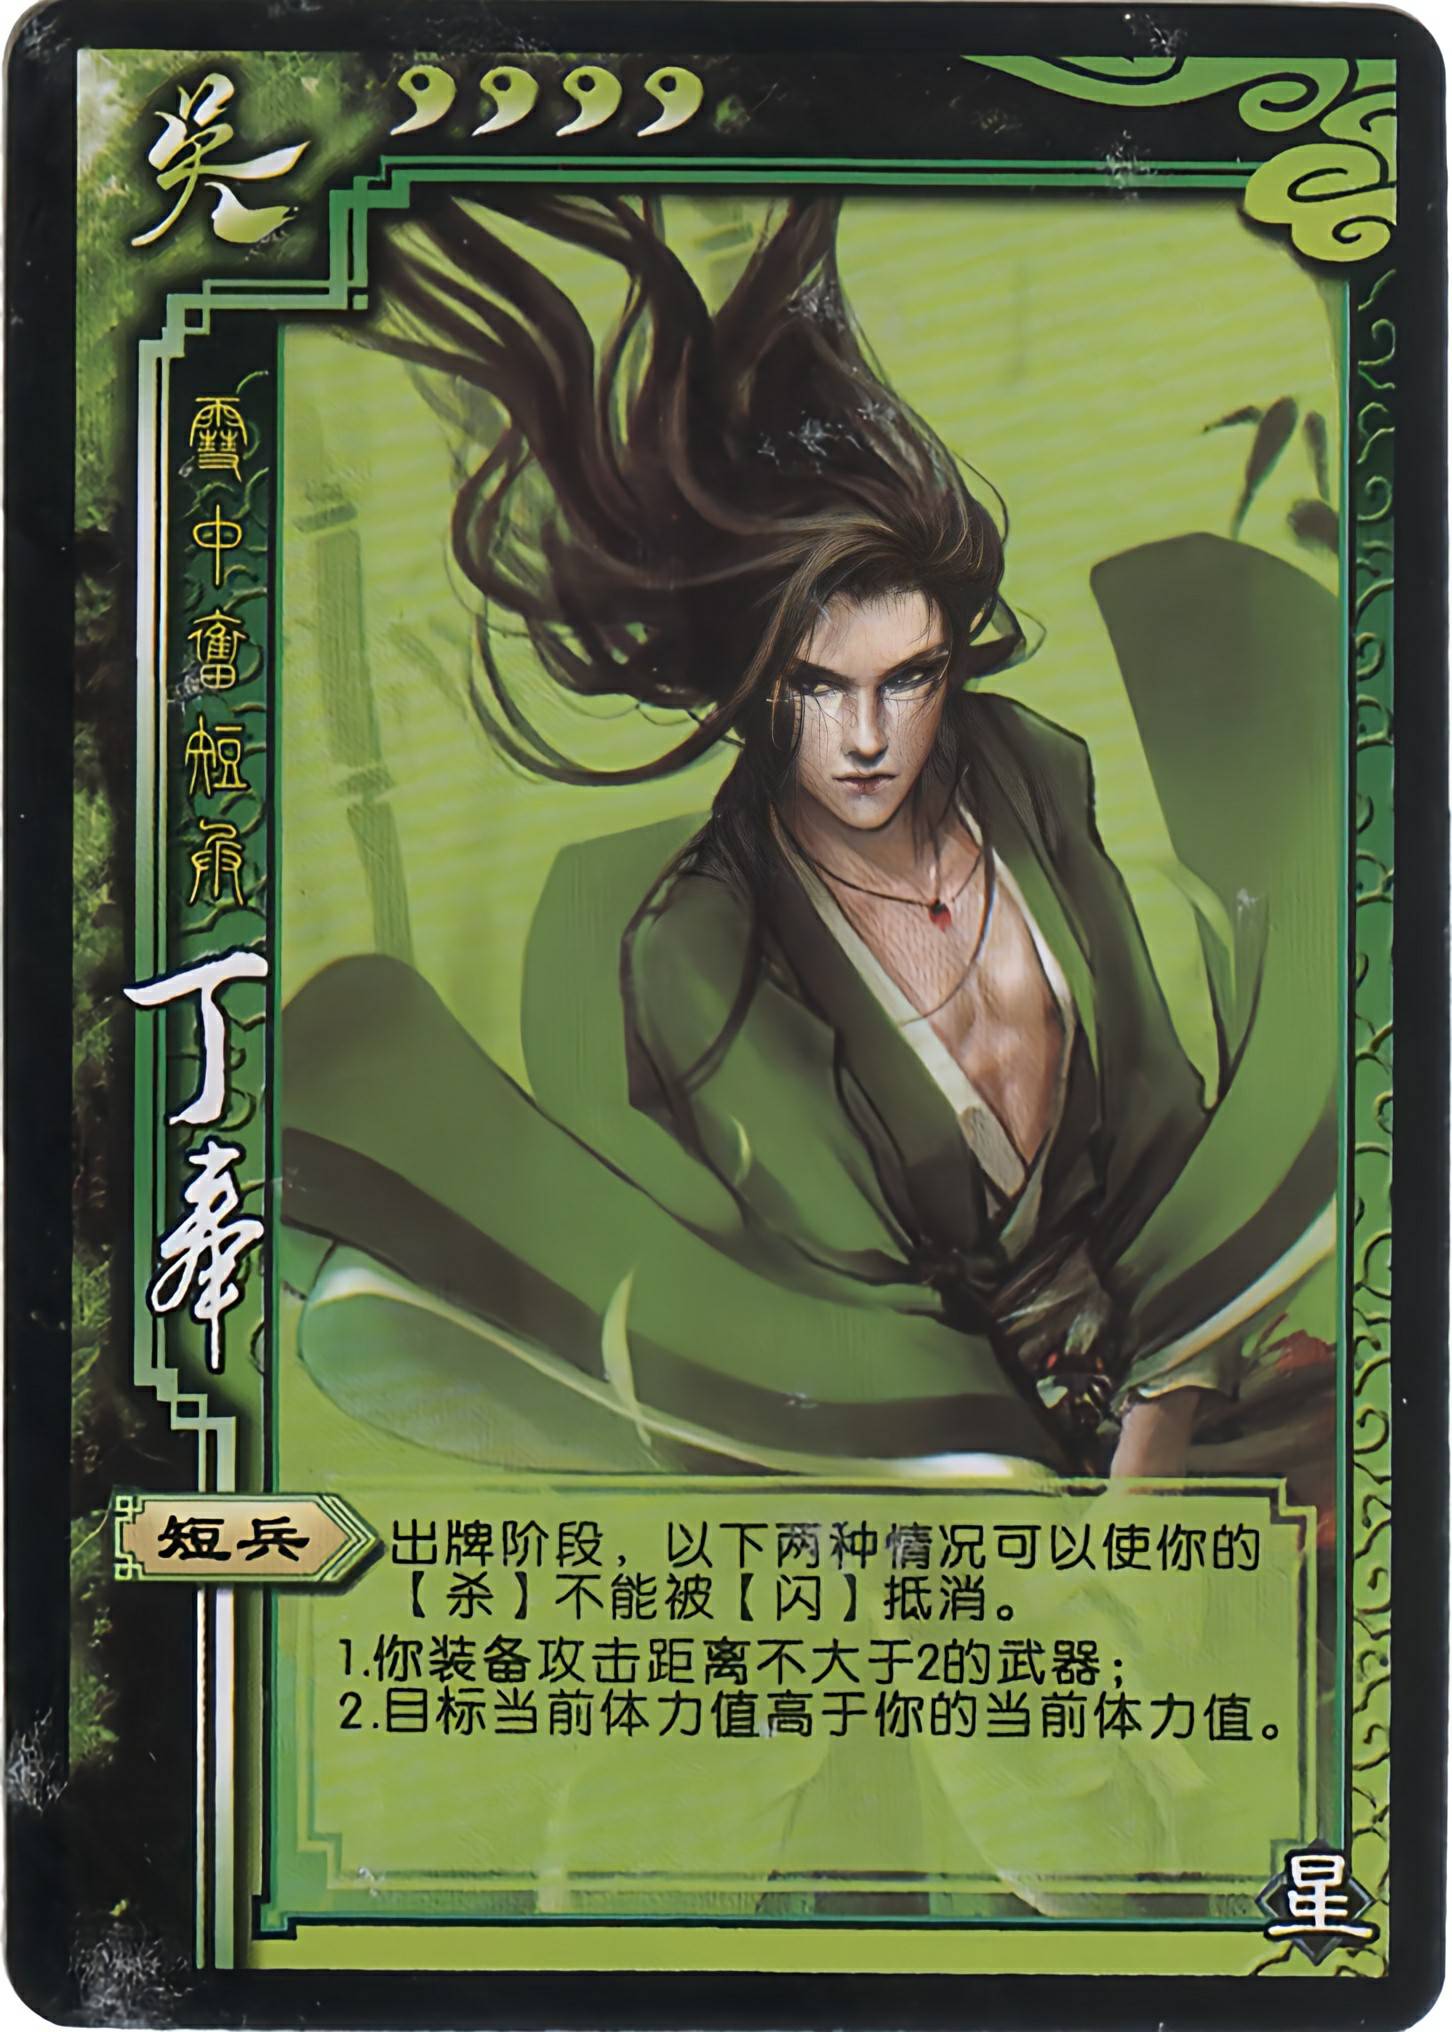 吴
雪中奮短兵
丁奉
短兵
出牌阶段，以下两种情况可以使你的
【杀】不能被【闪】抵消。
1.你装备攻击距离不大于2的武器；
2.目标当前体力值高于你的当前体力值。
星